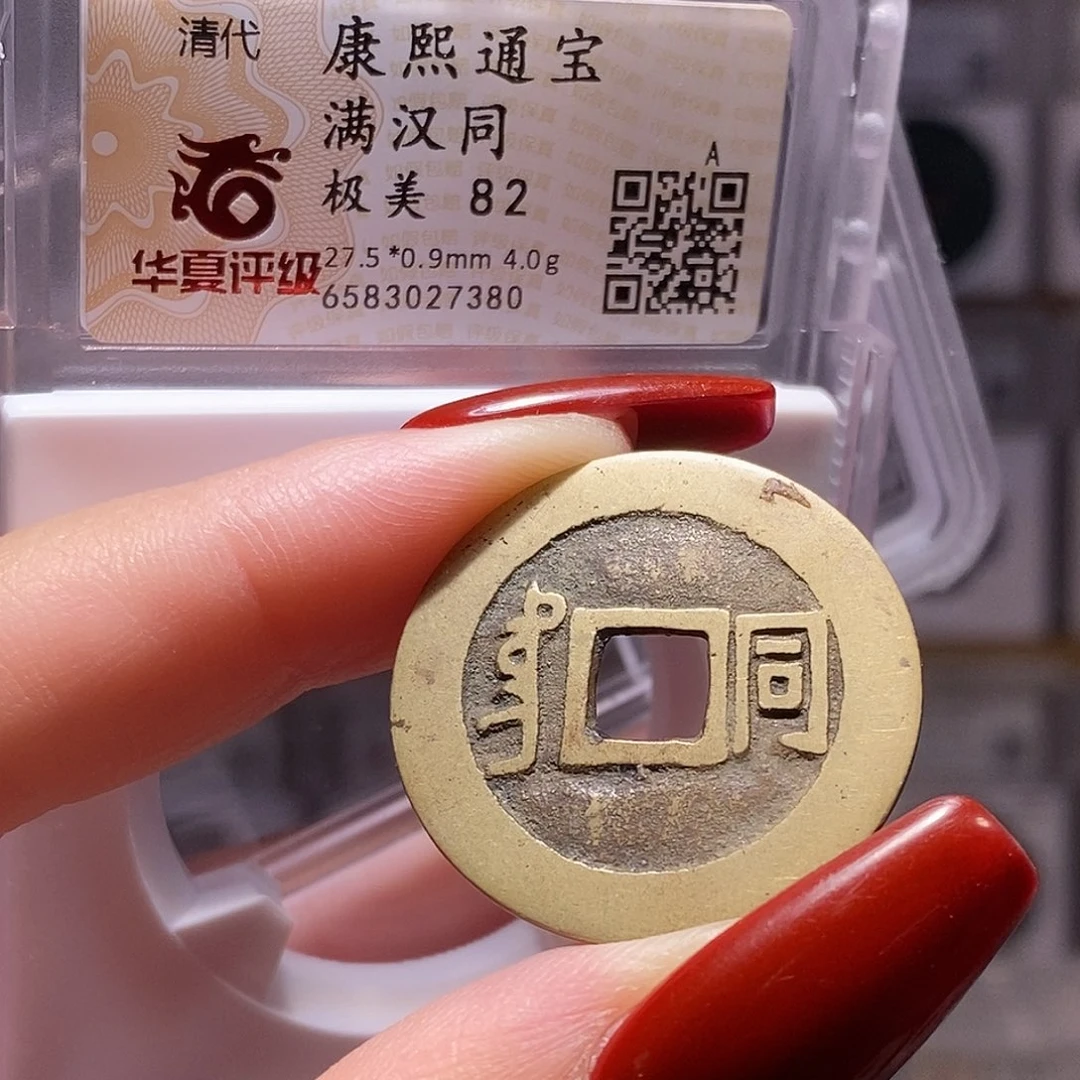 清代
康熙通宝
满汉同
极美 82
A
27.5*0.9mm 4.0g
6583027380
华夏评级
同